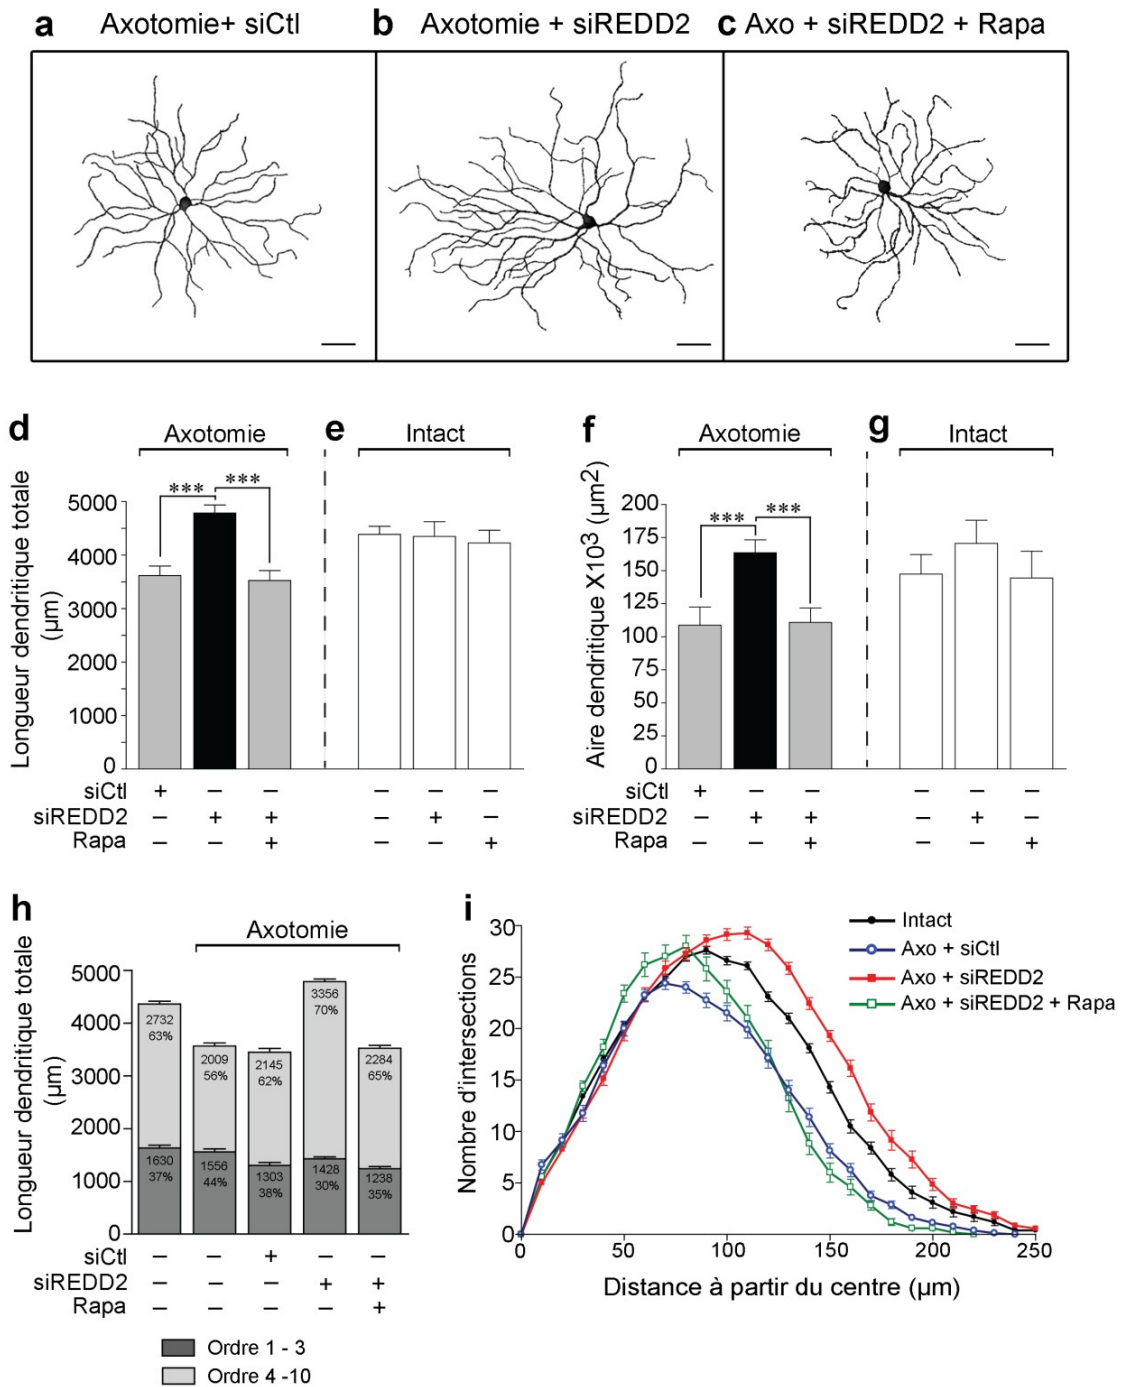 a Axotomie+ siCtl b Axotomie + siREDD2 c Axo + siREDD2 + Rapa
d Axotomie e Intact
Longueur dendritique totale
(µm)
*** ***
5000
4000
3000
2000
1000
0
siCtl + – – – – –
siREDD2 – + + – + –
Rapa – – + – – +
f Axotomie g Intact
Aire dendritique X10³ (µm2)
*** ***
200
175
150
125
100
75
50
25
0
siCtl + – – – – –
siREDD2 – + + – + –
Rapa – – + – – +
h Axotomie
Longueur dendritique totale
(µm)
5000
4000
3000
2000
1000
0
2732 2009 2145 3356 2284
63% 56% 62% 70% 65%
1630 1556 1303 1428 1238
37% 44% 38% 30% 35%
siCtl – – + – –
siREDD2 – – – + +
Rapa – – – – +
Ordre 1 - 3
Ordre 4 -10
i
Nombre d'intersections
30
25
20
15
10
5
0
0 50 100 150 200 250
Distance à partir du centre (µm)
Intact
Axo + siCtl
Axo + siREDD2
Axo + siREDD2 + Rapa